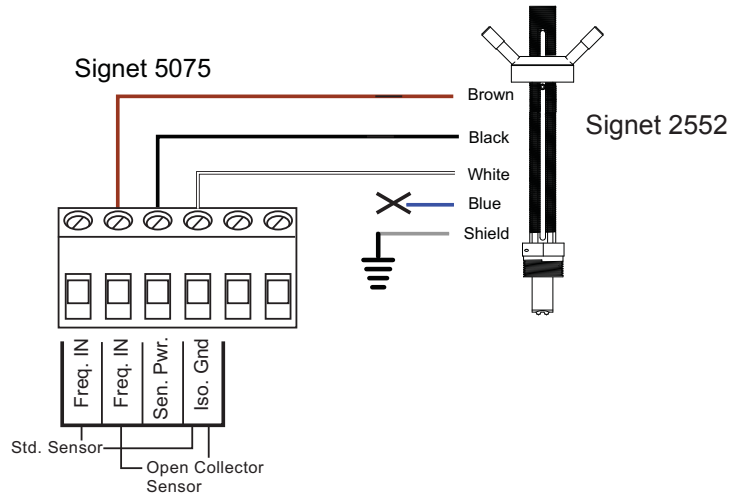 Signet 5075
Brown
Black
Signet 2552
White
Blue
Shield
Freq. IN
Freq. IN
Sen. Pwr.
Iso. Gnd
Std. Sensor
Open Collector
Sensor